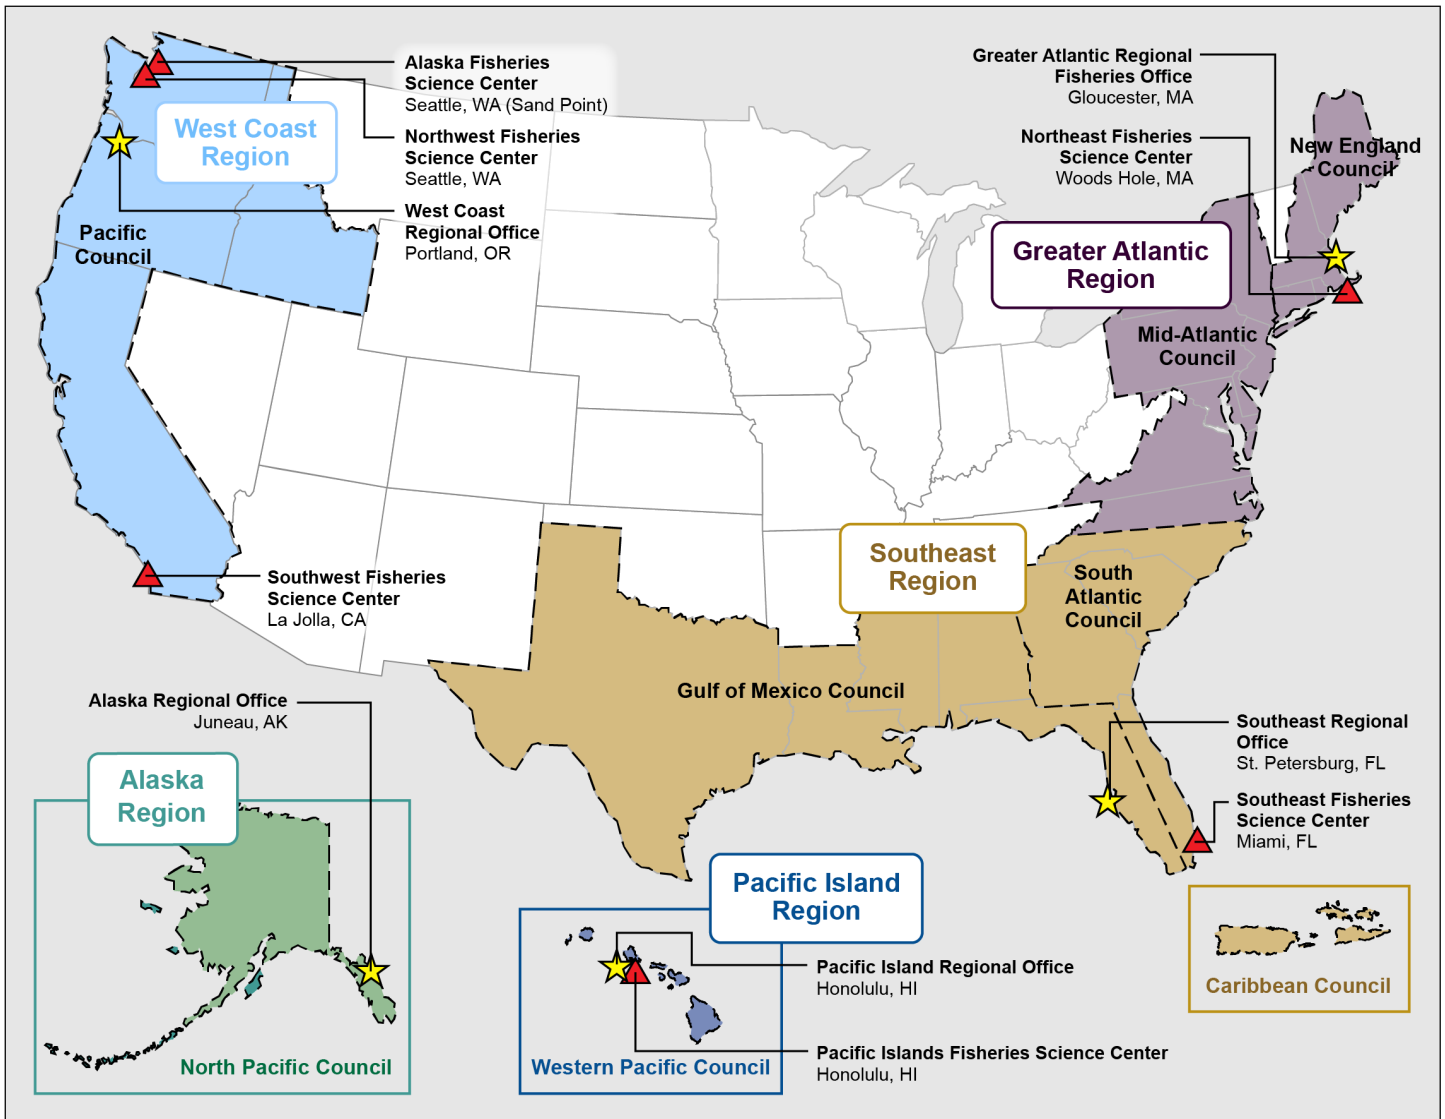 Alaska Fisheries
Science Center
Seattle, WA (Sand Point)
Northwest Fisheries
Science Center
Seattle, WA
West Coast
Regional Office
Portland, OR
West Coast
Region
Pacific
Council
Greater Atlantic Regional
Fisheries Office
Gloucester, MA
Northeast Fisheries
Science Center
Woods Hole, MA
New England
Council
Greater Atlantic
Region
Mid-Atlantic
Council
Southwest Fisheries
Science Center
La Jolla, CA
Southeast
Region
South
Atlantic
Council
Gulf of Mexico Council
Southeast Regional
Office
St. Petersburg, FL
Southeast Fisheries
Science Center
Miami, FL
Alaska Regional Office
Juneau, AK
Alaska
Region
North Pacific Council
Pacific Island
Region
Pacific Island Regional Office
Honolulu, HI
Pacific Islands Fisheries Science Center
Honolulu, HI
Western Pacific Council
Caribbean Council